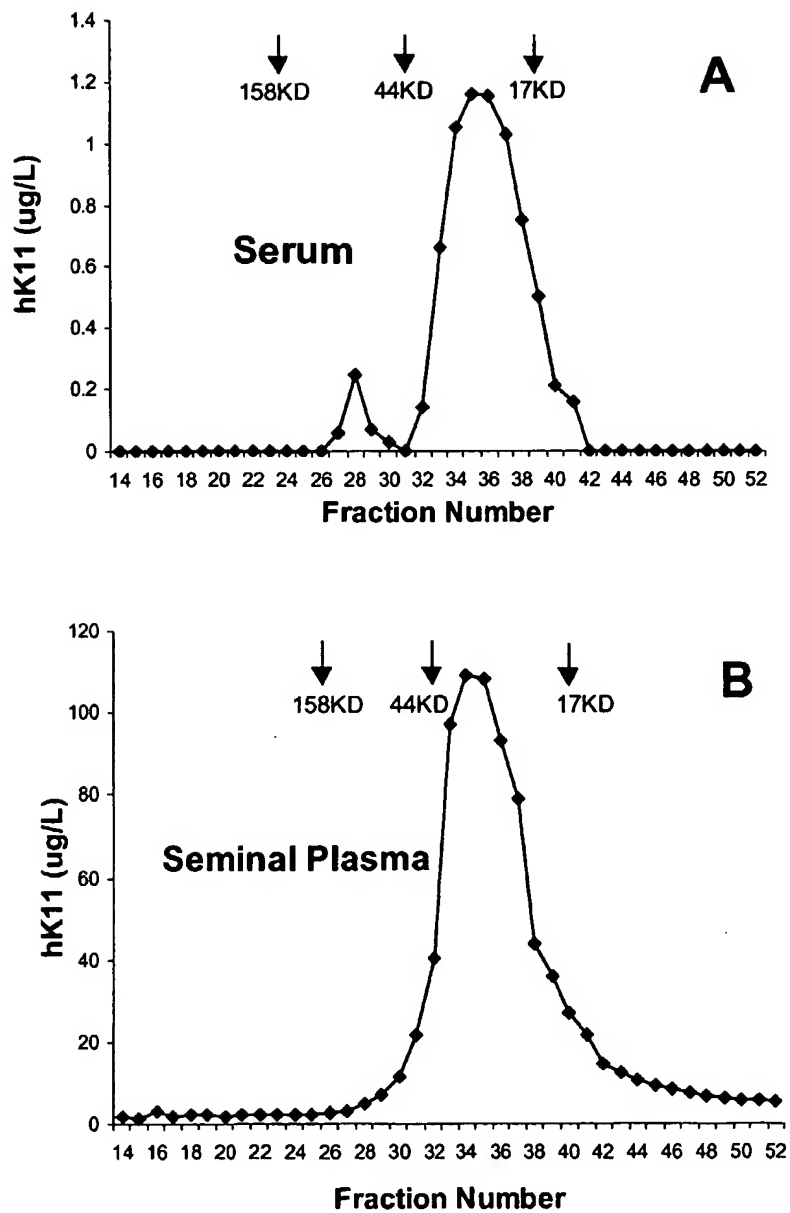 1.4
1.2
1
0.8
0.6
0.4
0.2
0
hK11 (ug/L)
158KD 44KD 17KD
A
Serum
14 16 18 20 22 24 26 28 30 32 34 36 38 40 42 44 46 48 50 52
Fraction Number
120
100
80
60
40
20
0
hK11 (ug/L)
158KD 44KD 17KD
B
Seminal Plasma
14 16 18 20 22 24 26 28 30 32 34 36 38 40 42 44 46 48 50 52
Fraction Number